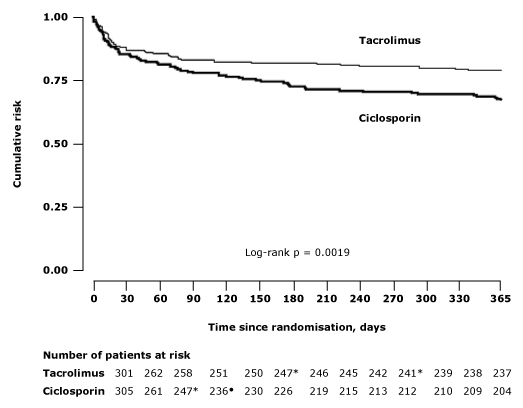 1.00
0.75
0.50
0.25
0.00
Cumulative risk
Tacrolimus
Ciclosporin
Log-rank p = 0.0019
0 30 60 90 120 150 180 210 240 270 300 330 365
Time since randomisation, days
Number of patients at risk
Tacrolimus 301 262 258 251 250 247* 246 245 242 241* 239 238 237
Ciclosporin 305 261 247* 236• 230 226 219 215 213 212 210 209 204